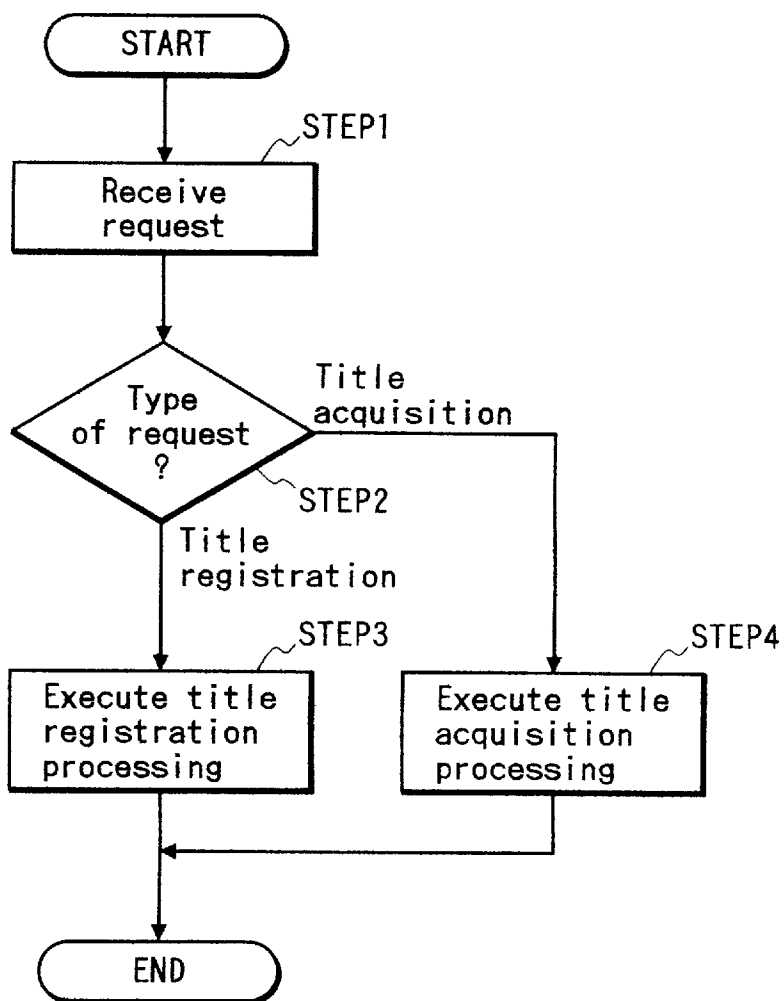 START
STEP1
Receive
request
Type
of request
?
Title
acquisition
STEP2
Title
registration
STEP3
Execute title
registration
processing
STEP4
Execute title
acquisition
processing
END